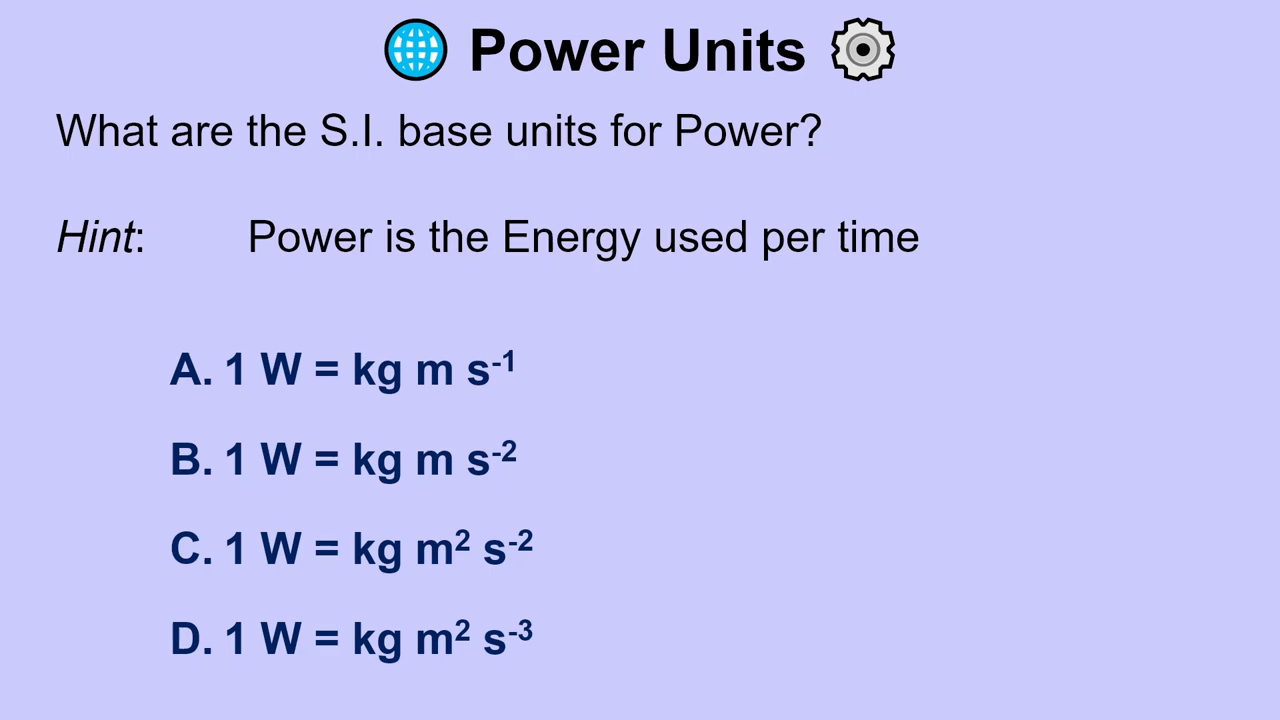 Power Units
What are the S.I. base units for Power?
Hint: Power is the Energy used per time
A. 1 W = kg m s⁻¹
B. 1 W = kg m s⁻²
C. 1 W = kg m² s⁻²
D. 1 W = kg m² s⁻³